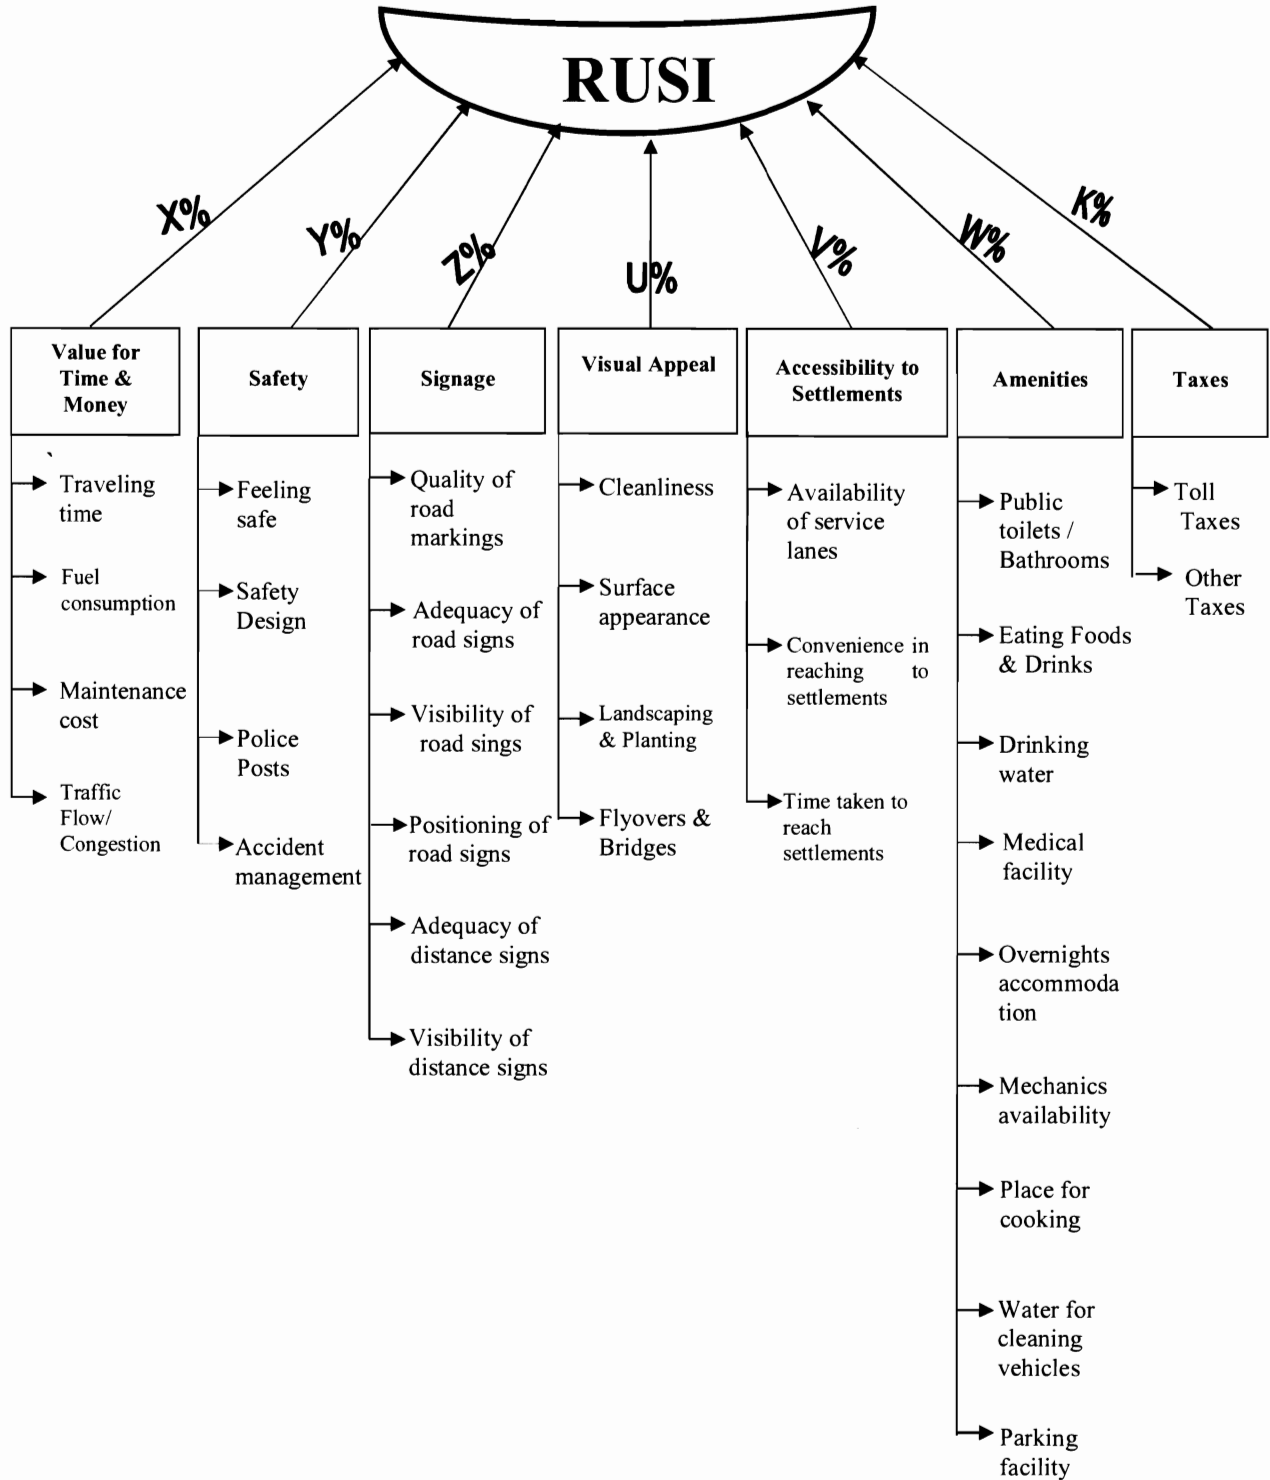 RUSI
X%
Y%
Z%
U%
V%
W%
K%
Value for
Time &
Money
Traveling
time
Fuel
consumption
Maintenance
cost
Traffic
Flow/
Congestion
Safety
Feeling
safe
Safety
Design
Police
Posts
Accident
management
Signage
Quality of
road
markings
Adequacy of
road signs
Visibility of
road sings
Positioning of
road signs
Adequacy of
distance signs
Visibility of
distance signs
Visual Appeal
Cleanliness
Surface
appearance
Landscaping
& Planting
Flyovers &
Bridges
Accessibility to
Settlements
Availability
of service
lanes
Convenience in
reaching to
settlements
Time taken to
reach
settlements
Amenities
Public
toilets /
Bathrooms
Eating Foods
& Drinks
Drinking
water
Medical
facility
Overnights
accommoda
tion
Mechanics
availability
Place for
cooking
Water for
cleaning
vehicles
Parking
facility
Taxes
Toll
Taxes
Other
Taxes